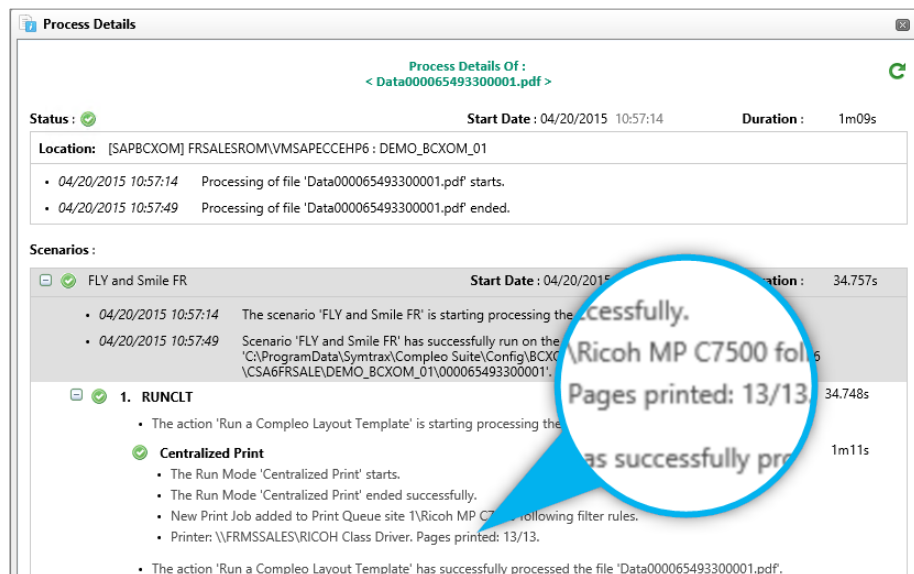 Process Details
Process Details Of :
< Data000065493300001.pdf >
Status : Start Date : 04/20/2015 10:57:14 Duration : 1m09s
Location: [SAPBCXOM] FRSALESROM\VMSAPECCEHP6 : DEMO_BCXOM_01
• 04/20/2015 10:57:14 Processing of file 'Data000065493300001.pdf' starts.
• 04/20/2015 10:57:49 Processing of file 'Data000065493300001.pdf' ended.
Scenarios :
FLY and Smile FR Start Date : 04/20/2015 ation : 34.757s
• 04/20/2015 10:57:14 The scenario 'FLY and Smile FR' is starting processing the
• 04/20/2015 10:57:49 Scenario 'FLY and Smile FR' has successfully run on the
'C:\ProgramData\Symtrax\Compleo Suite\Config\BCXO 6
\CSA6FRSALE\DEMO_BCXOM_01\000065493300001'.
1. RUNCLT 34.748s
• The action 'Run a Compleo Layout Template' is starting processing the
Centralized Print 1m11s
• The Run Mode 'Centralized Print' starts.
• The Run Mode 'Centralized Print' ended successfully.
• New Print Job added to Print Queue site 1\Ricoh MP C7 following filter rules.
• Printer: \\FRMSSALES\RICOH Class Driver. Pages printed: 13/13.
• The action 'Run a Compleo Layout Template' has successfully processed the file 'Data000065493300001.pdf'.
ccessfully.
\Ricoh MP C7500 foll
Pages printed: 13/13.
as successfully pro